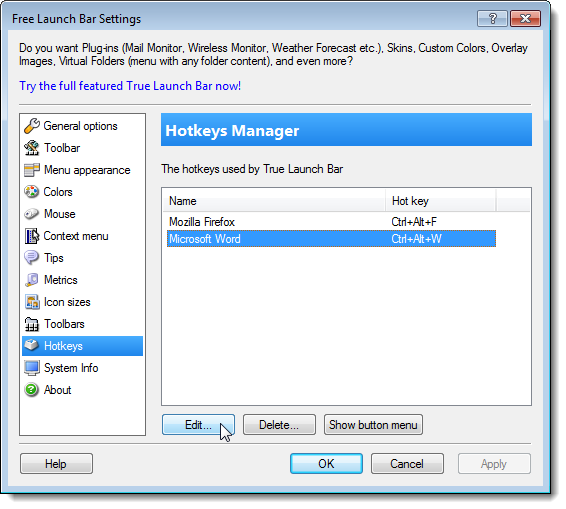 Free Launch Bar Settings
?
Do you want Plug-ins (Mail Monitor, Wireless Monitor, Weather Forecast etc.), Skins, Custom Colors, Overlay
Images, Virtual Folders (menu with any folder content), and even more?
Try the full featured True Launch Bar now!
General options
Toolbar
Menu appearance
Colors
Mouse
Context menu
Tips
Metrics
Icon sizes
Toolbars
Hotkeys
System Info
About
Hotkeys Manager
The hotkeys used by True Launch Bar
Name Hot key
Mozilla Firefox Ctrl+Alt+F
Microsoft Word Ctrl+Alt+W
Edit... Delete... Show button menu
Help OK Cancel Apply